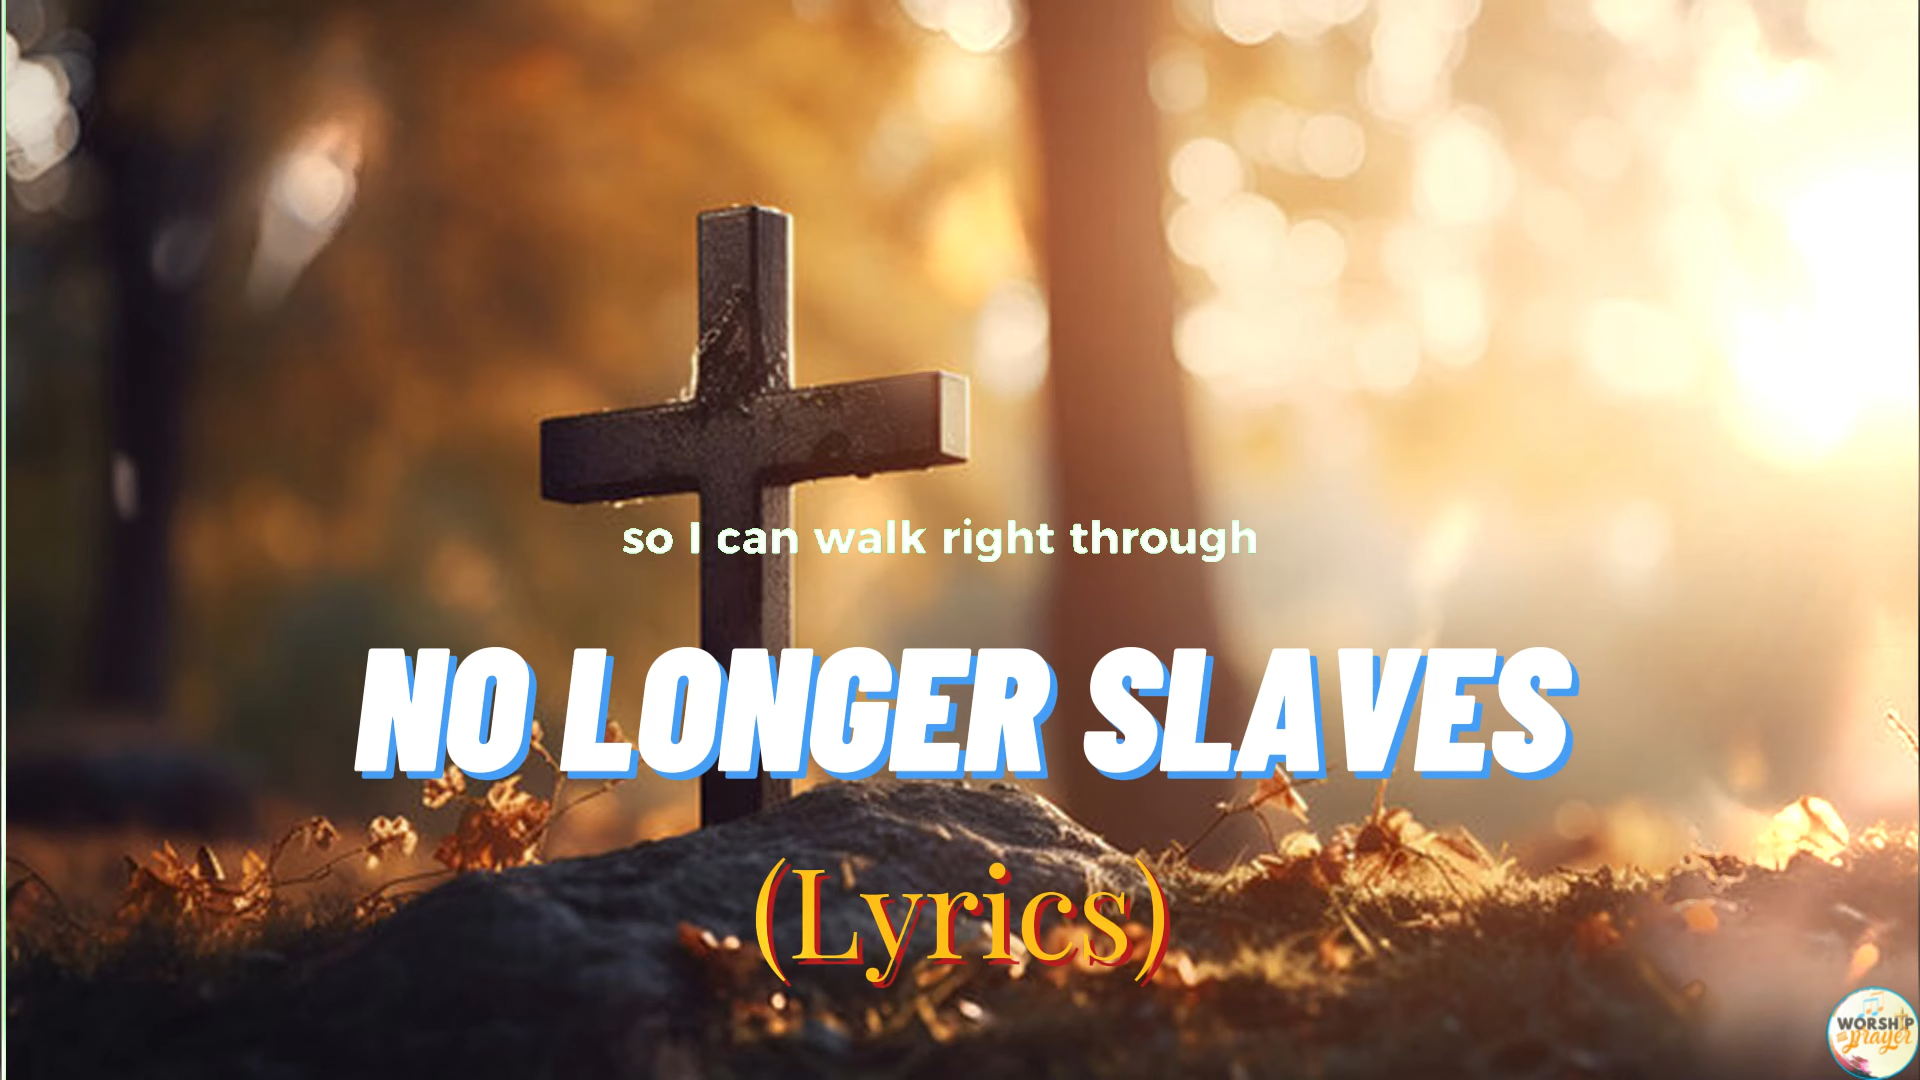 so I can walk right through
NO LONGER SLAVES
(Lyrics)
WORSHIP
prayer